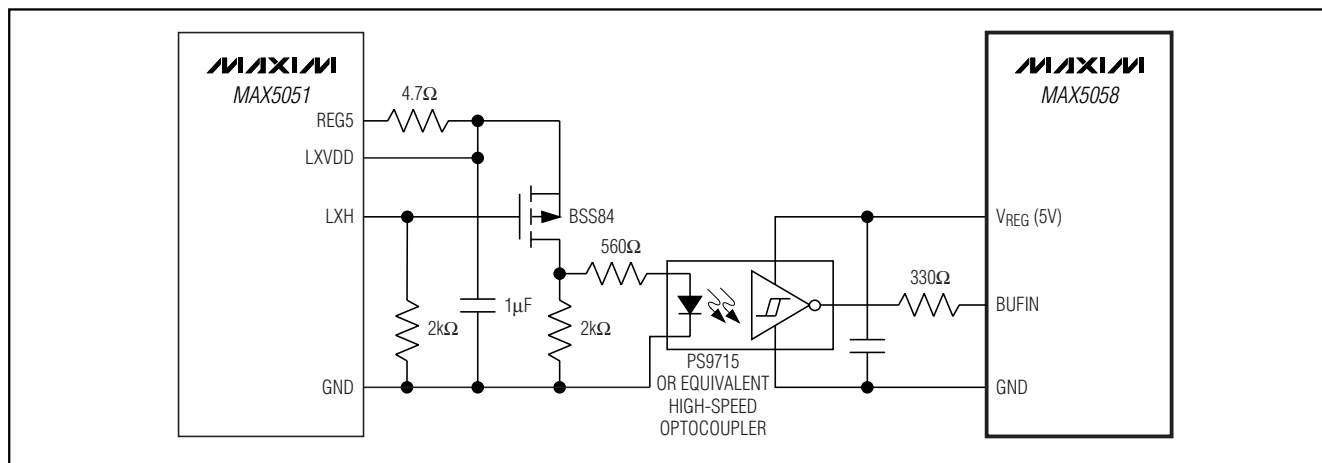 MAXIM
MAX5051
REG5
LXVDD
LXH
GND
4.7Ω
BSS84
560Ω
2kΩ
1µF
2kΩ
PS9715
OR EQUIVALENT
HIGH-SPEED
OPTOCOUPLER
330Ω
MAXIM
MAX5058
VREG (5V)
BUFIN
GND